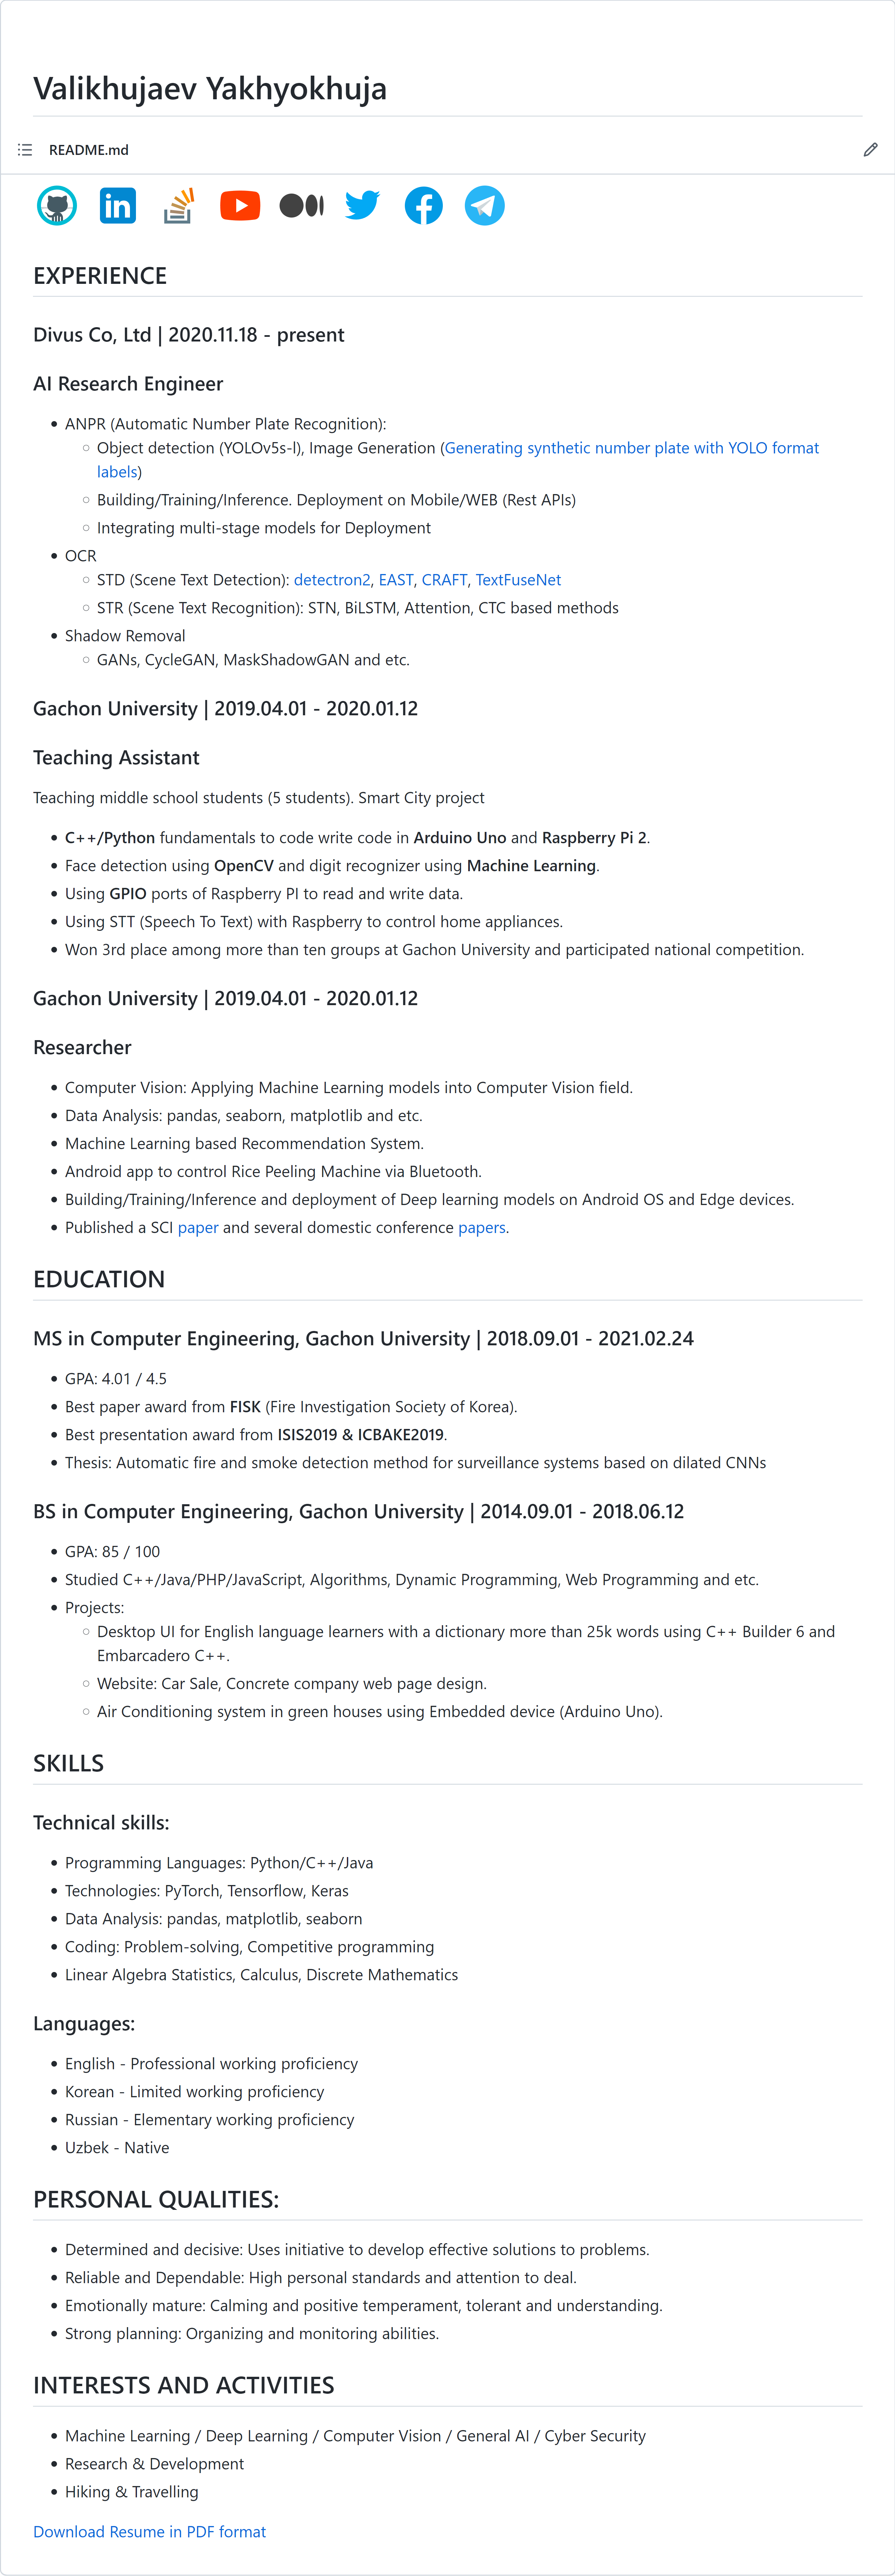 Valikhujaev Yakhyokhuja
README.md
in
EXPERIENCE
Divus Co, Ltd | 2020.11.18 - present
AI Research Engineer
ANPR (Automatic Number Plate Recognition):
Object detection (YOLOv5s-l), Image Generation (Generating synthetic number plate with YOLO format
labels)
Building/Training/Inference. Deployment on Mobile/WEB (Rest APIs)
Integrating multi-stage models for Deployment
OCR
STD (Scene Text Detection): detectron2, EAST, CRAFT, TextFuseNet
STR (Scene Text Recognition): STN, BiLSTM, Attention, CTC based methods
Shadow Removal
GANs, CycleGAN, MaskShadowGAN and etc.
Gachon University | 2019.04.01 - 2020.01.12
Teaching Assistant
Teaching middle school students (5 students). Smart City project
C++/Python fundamentals to code write code in Arduino Uno and Raspberry Pi 2.
Face detection using OpenCV and digit recognizer using Machine Learning.
Using GPIO ports of Raspberry PI to read and write data.
Using STT (Speech To Text) with Raspberry to control home appliances.
Won 3rd place among more than ten groups at Gachon University and participated national competition.
Gachon University | 2019.04.01 - 2020.01.12
Researcher
Computer Vision: Applying Machine Learning models into Computer Vision field.
Data Analysis: pandas, seaborn, matplotlib and etc.
Machine Learning based Recommendation System.
Android app to control Rice Peeling Machine via Bluetooth.
Building/Training/Inference and deployment of Deep learning models on Android OS and Edge devices.
Published a SCI paper and several domestic conference papers.
EDUCATION
MS in Computer Engineering, Gachon University | 2018.09.01 - 2021.02.24
GPA: 4.01 / 4.5
Best paper award from FISK (Fire Investigation Society of Korea).
Best presentation award from ISIS2019 & ICBAKE2019.
Thesis: Automatic fire and smoke detection method for surveillance systems based on dilated CNNs
BS in Computer Engineering, Gachon University | 2014.09.01 - 2018.06.12
GPA: 85 / 100
Studied C++/Java/PHP/JavaScript, Algorithms, Dynamic Programming, Web Programming and etc.
Projects:
Desktop UI for English language learners with a dictionary more than 25k words using C++ Builder 6 and
Embarcadero C++.
Website: Car Sale, Concrete company web page design.
Air Conditioning system in green houses using Embedded device (Arduino Uno).
SKILLS
Technical skills:
Programming Languages: Python/C++/Java
Technologies: PyTorch, Tensorflow, Keras
Data Analysis: pandas, matplotlib, seaborn
Coding: Problem-solving, Competitive programming
Linear Algebra Statistics, Calculus, Discrete Mathematics
Languages:
English - Professional working proficiency
Korean - Limited working proficiency
Russian - Elementary working proficiency
Uzbek - Native
PERSONAL QUALITIES:
Determined and decisive: Uses initiative to develop effective solutions to problems.
Reliable and Dependable: High personal standards and attention to deal.
Emotionally mature: Calming and positive temperament, tolerant and understanding.
Strong planning: Organizing and monitoring abilities.
INTERESTS AND ACTIVITIES
Machine Learning / Deep Learning / Computer Vision / General AI / Cyber Security
Research & Development
Hiking & Travelling
Download Resume in PDF format